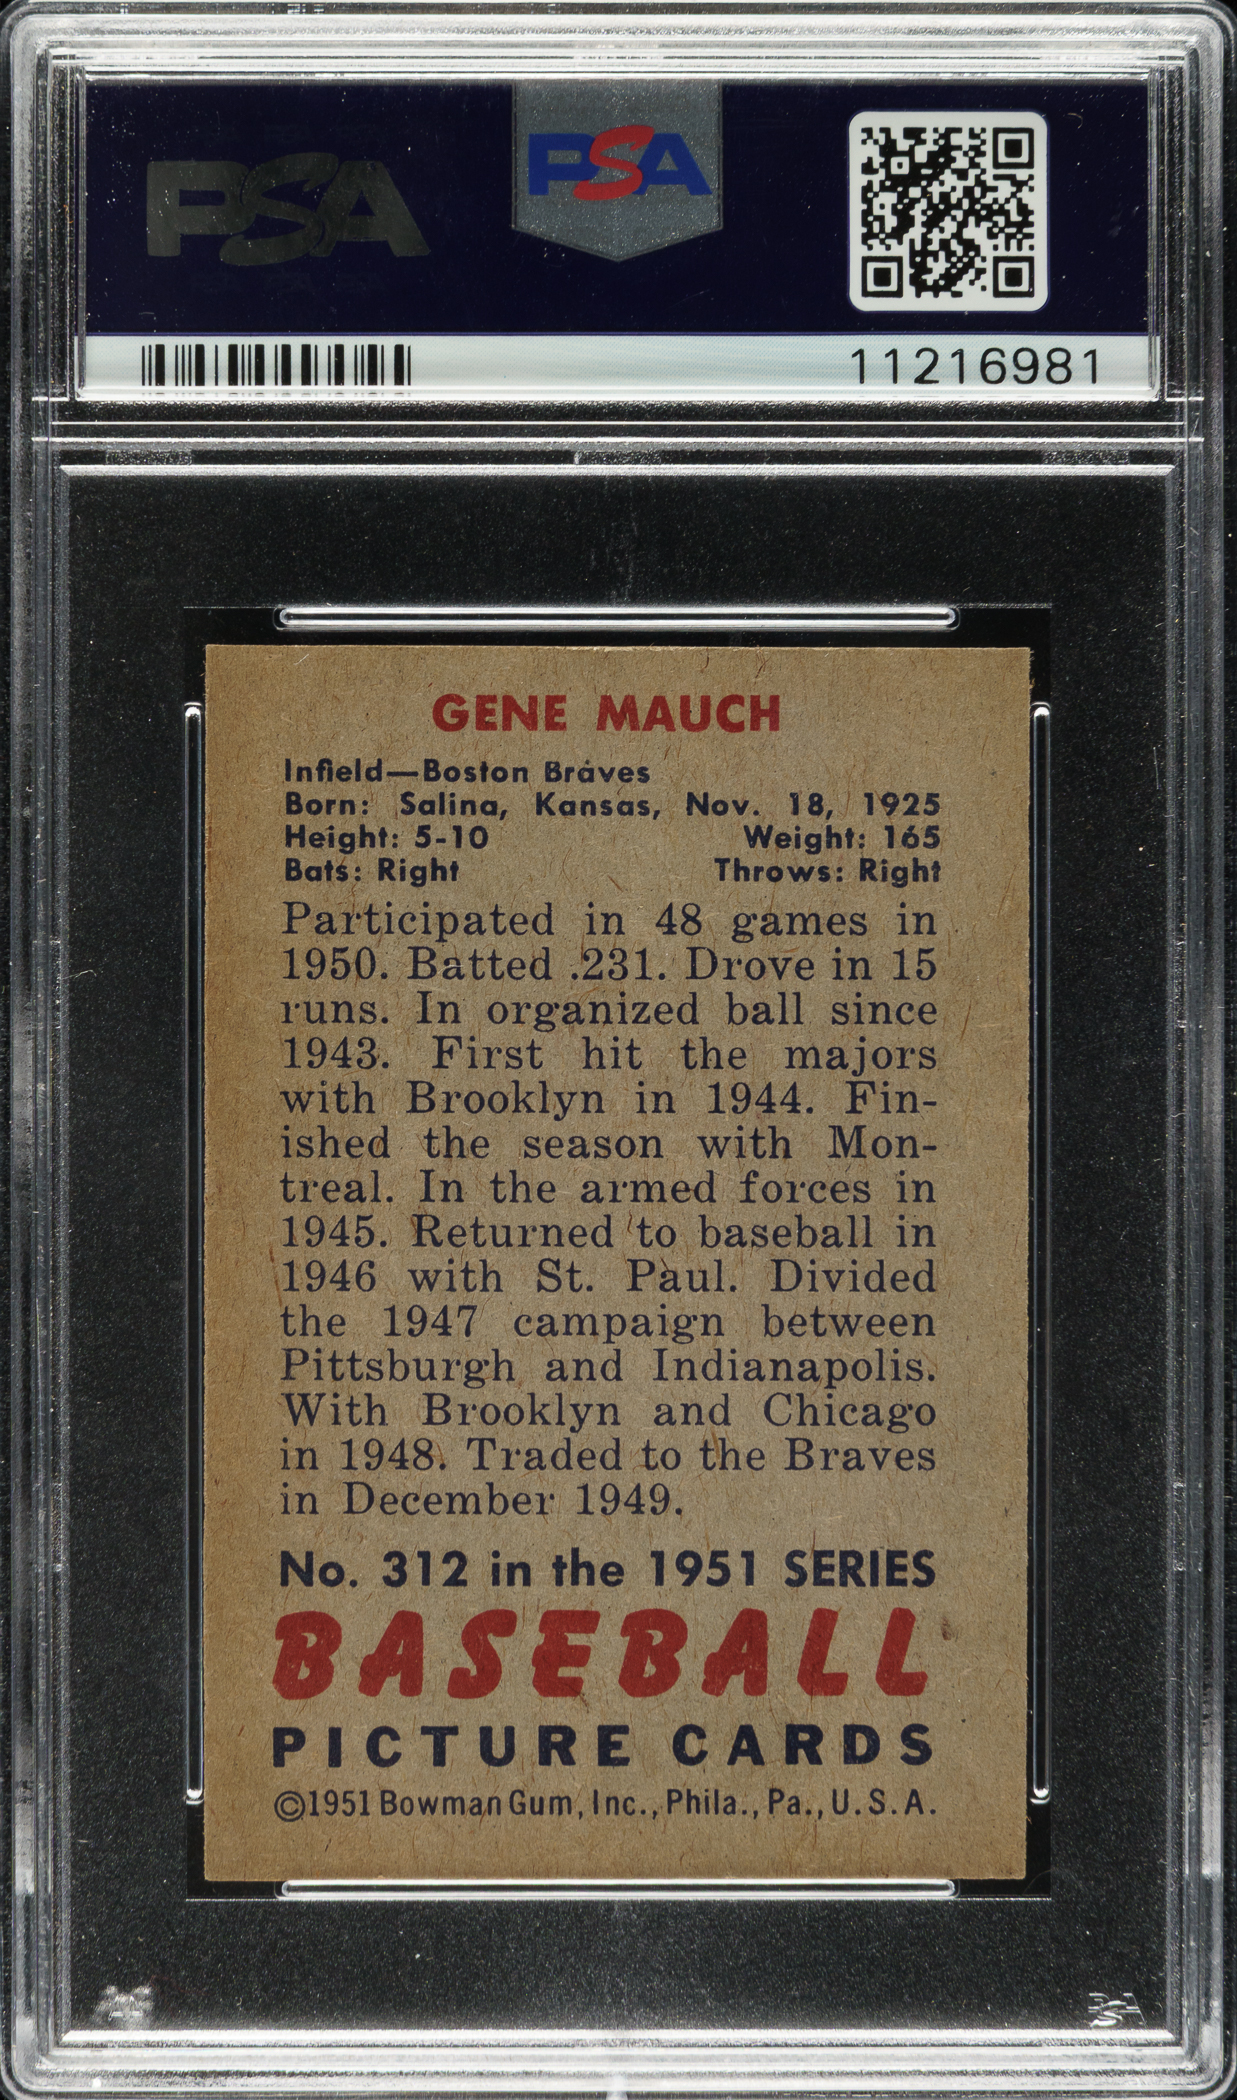 PSA
PSA
11216981
GENE MAUCH
Infield—Boston Braves
Born: Salina, Kansas, Nov. 18, 1925
Height: 5-10 Weight: 165
Bats: Right Throws: Right
Participated in 48 games in
1950. Batted .231. Drove in 15
runs. In organized ball since
1943. First hit the majors
with Brooklyn in 1944. Fin-
ished the season with Mon-
treal. In the armed forces in
1945. Returned to baseball in
1946 with St. Paul. Divided
the 1947 campaign between
Pittsburgh and Indianapolis.
With Brooklyn and Chicago
in 1948. Traded to the Braves
in December 1949.
No. 312 in the 1951 SERIES
BASEBALL
PICTURE CARDS
©1951 Bowman Gum, Inc., Phila., Pa., U.S.A.
PSA